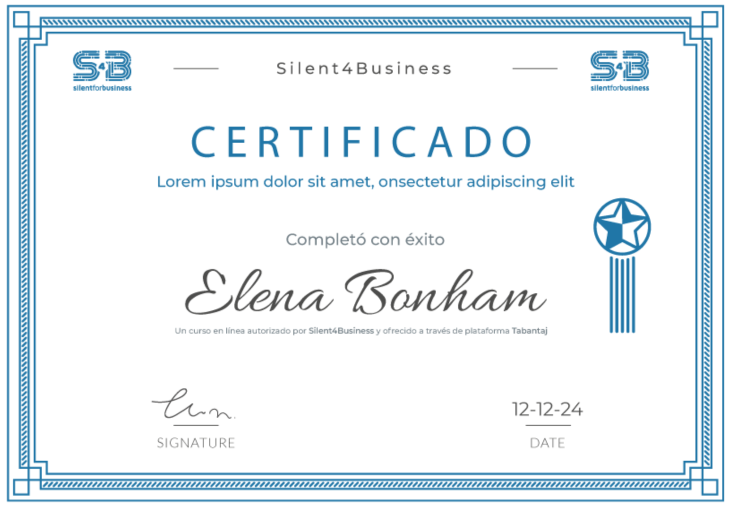 S4B
silentforbusiness
Silent4Business
S4B
silentforbusiness
CERTIFICADO
Lorem ipsum dolor sit amet, onsectetur adipiscing elit
Completó con éxito
Elena Bonham
Un curso en línea autorizado por Silent4Business y ofrecido a través de plataforma Tabantaj
SIGNATURE
12-12-24
DATE